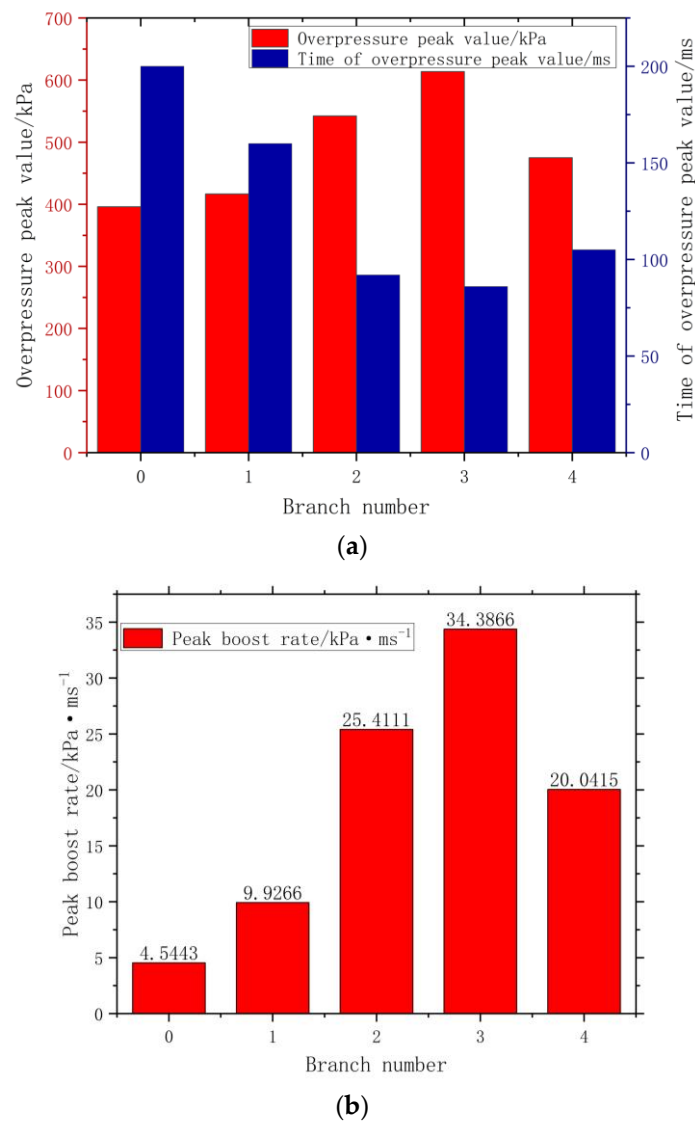 Overpressure peak value/kPa
Time of overpressure peak value/ms
Overpressure peak value/kPa
700
600
500
400
300
200
100
0
Time of overpressure peak value/ms
200
150
100
50
0
0 1 2 3 4
Branch number
(a)
Peak boost rate/kPa·ms⁻¹
Peak boost rate/kPa·ms⁻¹
35
30
25
20
15
10
5
0
4.5443
9.9266
25.4111
34.3866
20.0415
0 1 2 3 4
Branch number
(b)